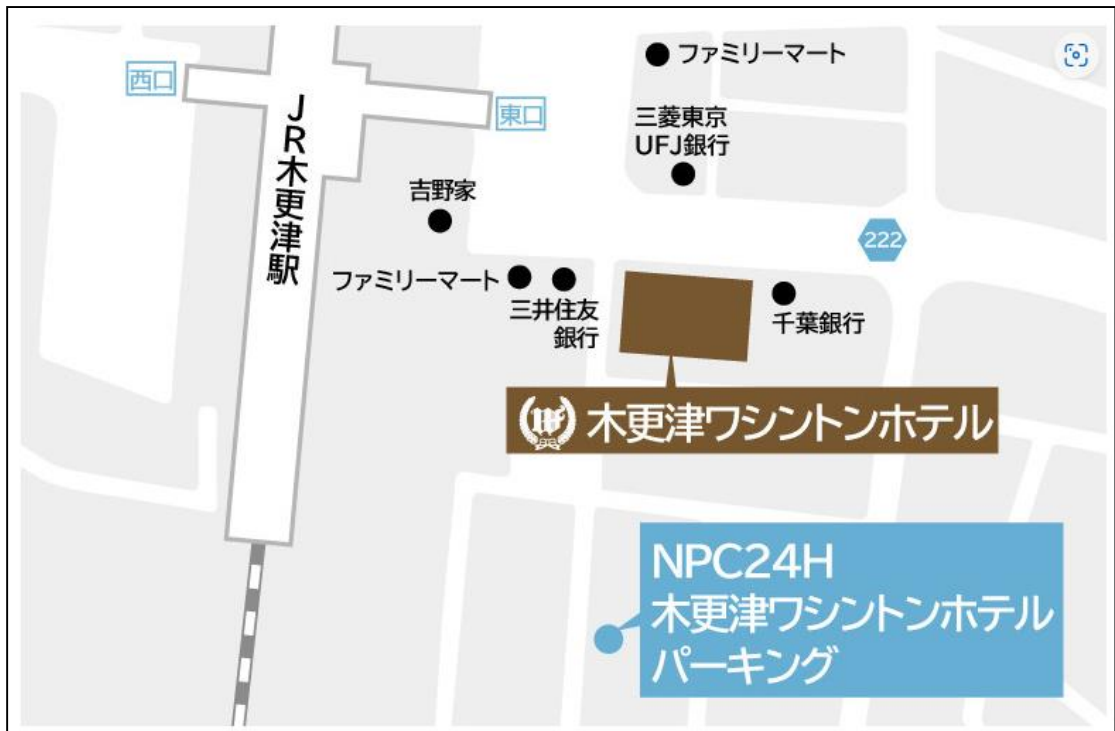 ファミリーマート
西口
東口
JR木更津駅
三菱東京
UFJ銀行
吉野家
222
ファミリーマート
三井住友
銀行
千葉銀行
木更津ワシントンホテル
NPC24H
木更津ワシントンホテル
パーキング